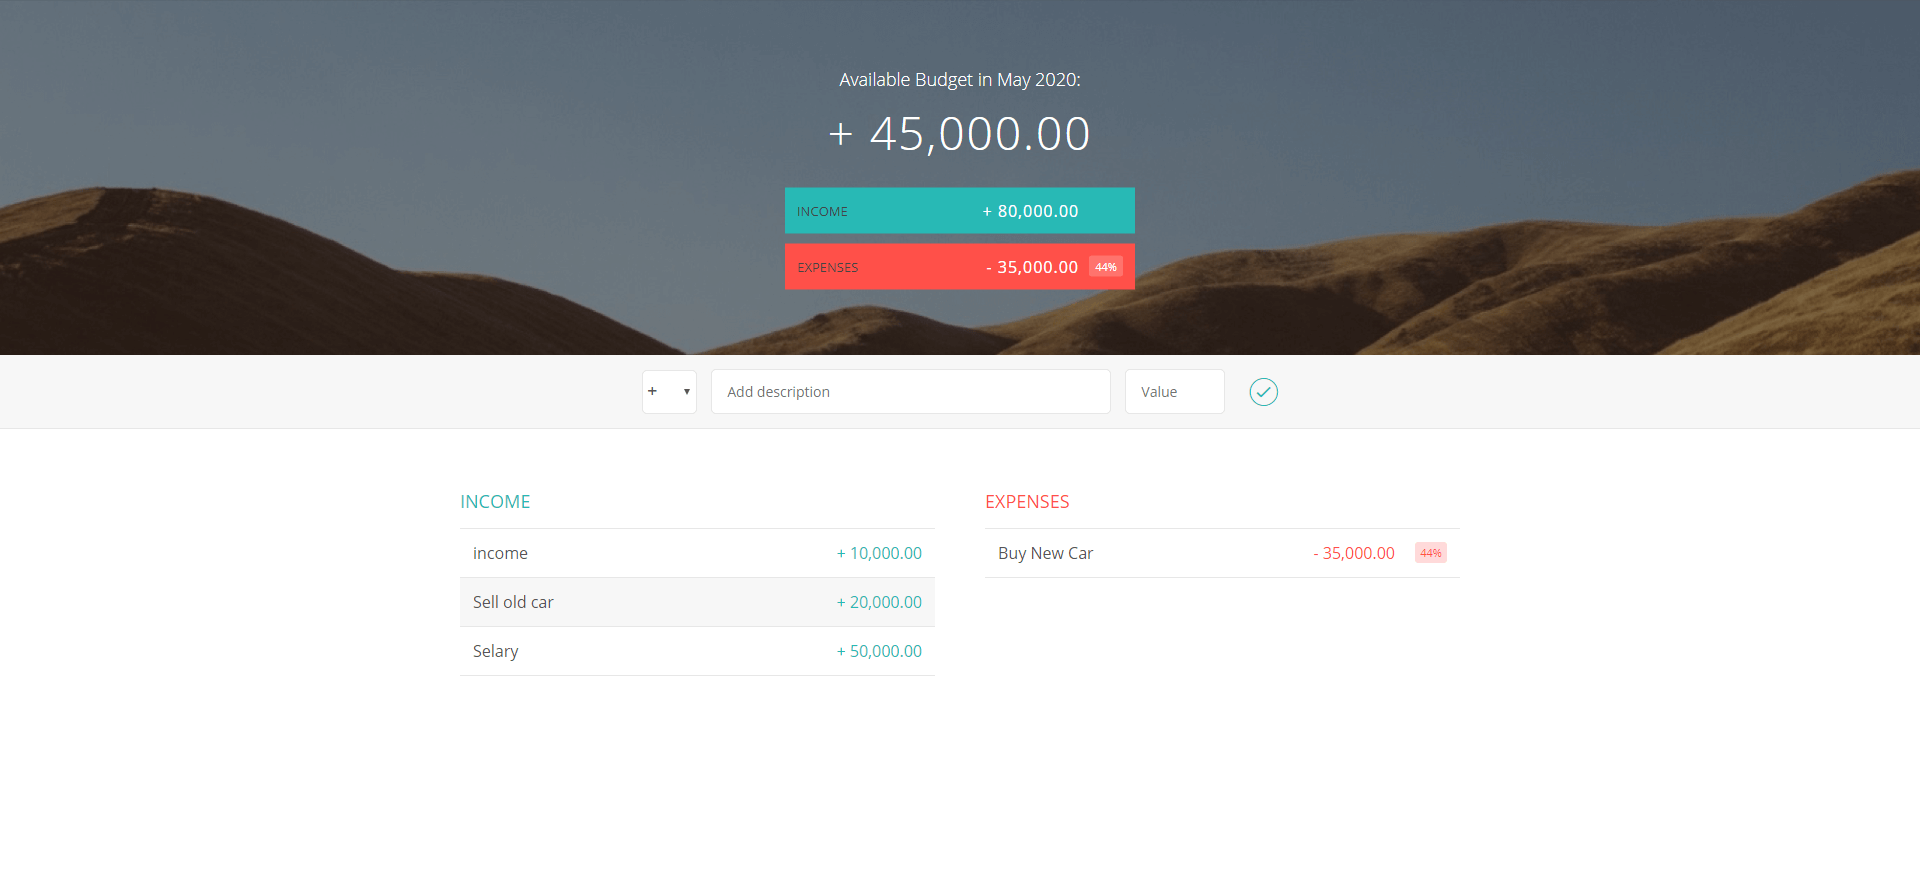 Available Budget in May 2020:
+ 45,000.00
INCOME + 80,000.00
EXPENSES - 35,000.00 44%
+ Add description Value
INCOME
income + 10,000.00
Sell old car + 20,000.00
Selary + 50,000.00
EXPENSES
Buy New Car - 35,000.00 44%